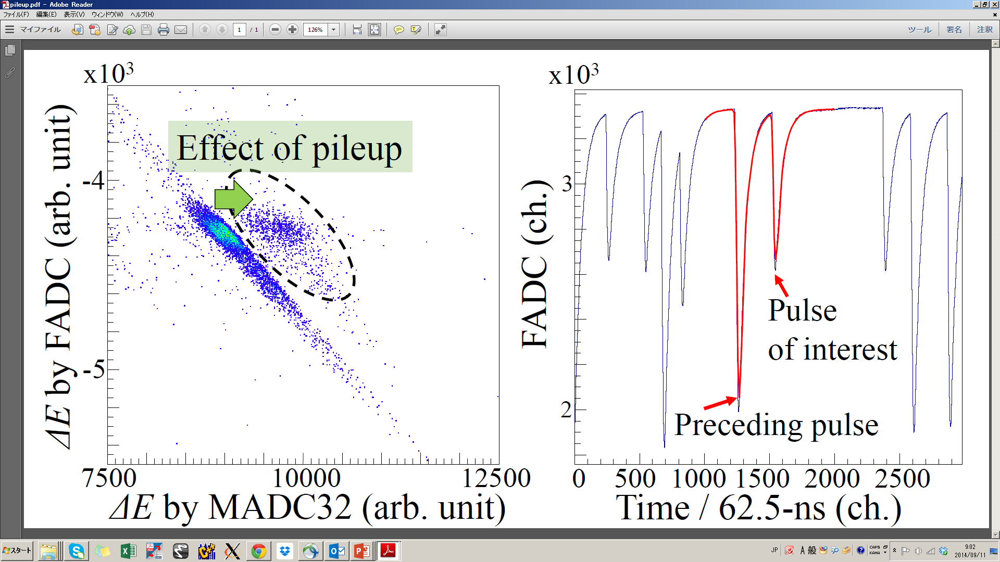 pileup.pdf - Adobe Reader
ファイル(F) 編集(E) 表示(V) ウィンドウ(W) ヘルプ(H)
マイファイル 1 / 1 126% ツール 署名 注釈
x10³
Effect of pileup
-4
-5
ΔE by FADC (arb. unit)
7500 10000 12500
ΔE by MADC32 (arb. unit)
x10³
3
2
FADC (ch.)
Pulse
of interest
Preceding pulse
0 500 1000 1500 2000 2500
Time / 62.5-ns (ch.)
スタート
JP A 般 CAPS KANA
9:02
2014/09/11